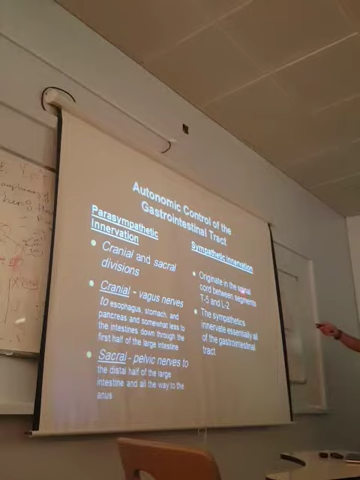 Autonomic Control of the
Gastrointestinal Tract
Parasympathetic
Innervation
• Cranial and sacral
divisions
• Cranial - vagus nerves
to esophagus, stomach, and
pancreas and somewhat less to
the intestines down through the
first half of the large intestine
• Sacral - pelvic nerves to
the distal half of the large
intestine and all the way to the
anus
Sympathetic Innervation
• Originate in the spinal
cord between segments
T-5 and L-2
• The sympathetics
innervate essentially all
of the gastrointestinal
tract